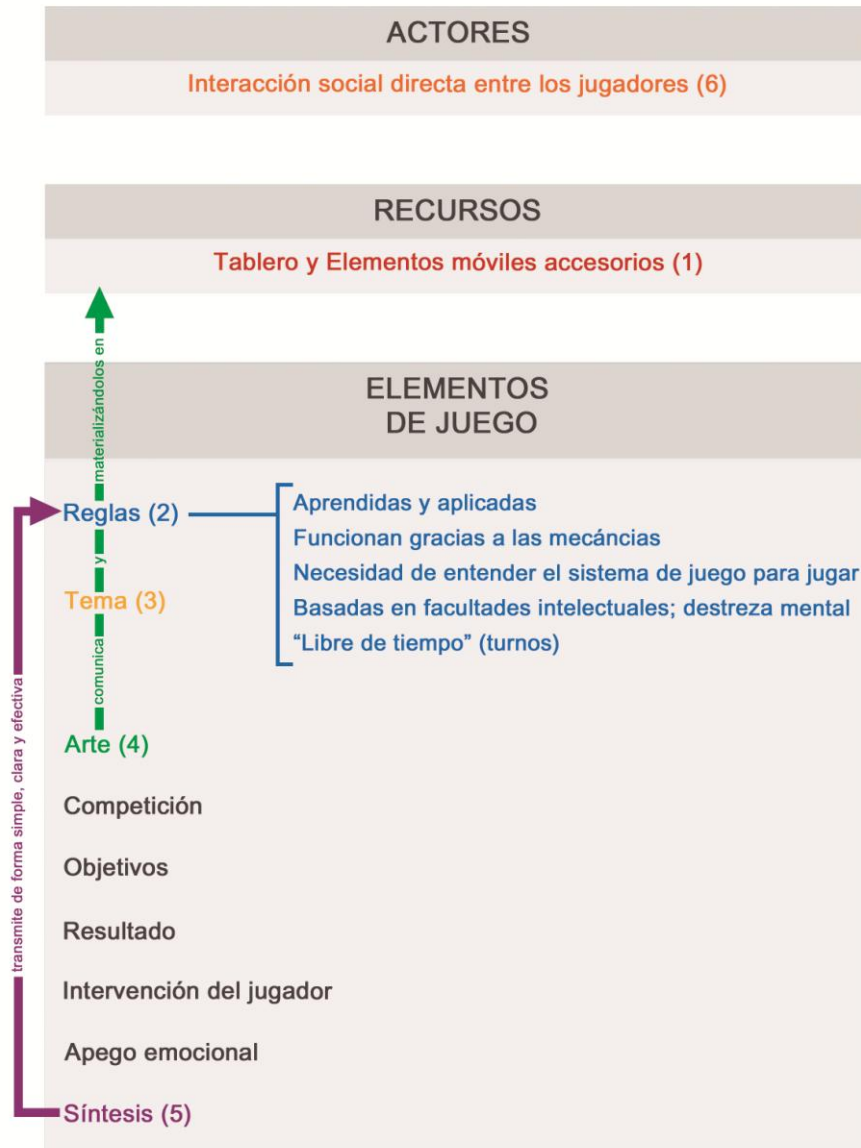 ACTORES
Interacción social directa entre los jugadores (6)
RECURSOS
Tablero y Elementos móviles accesorios (1)
ELEMENTOS
DE JUEGO
Reglas (2)
Aprendidas y aplicadas
Funcionan gracias a las mecáncias
Necesidad de entender el sistema de juego para jugar
Basadas en facultades intelectuales; destreza mental
“Libre de tiempo” (turnos)
Tema (3)
Arte (4)
comunica y materializándolos en
Competición
Objetivos
Resultado
Intervención del jugador
Apego emocional
Síntesis (5)
transmite de forma simple, clara y efectiva